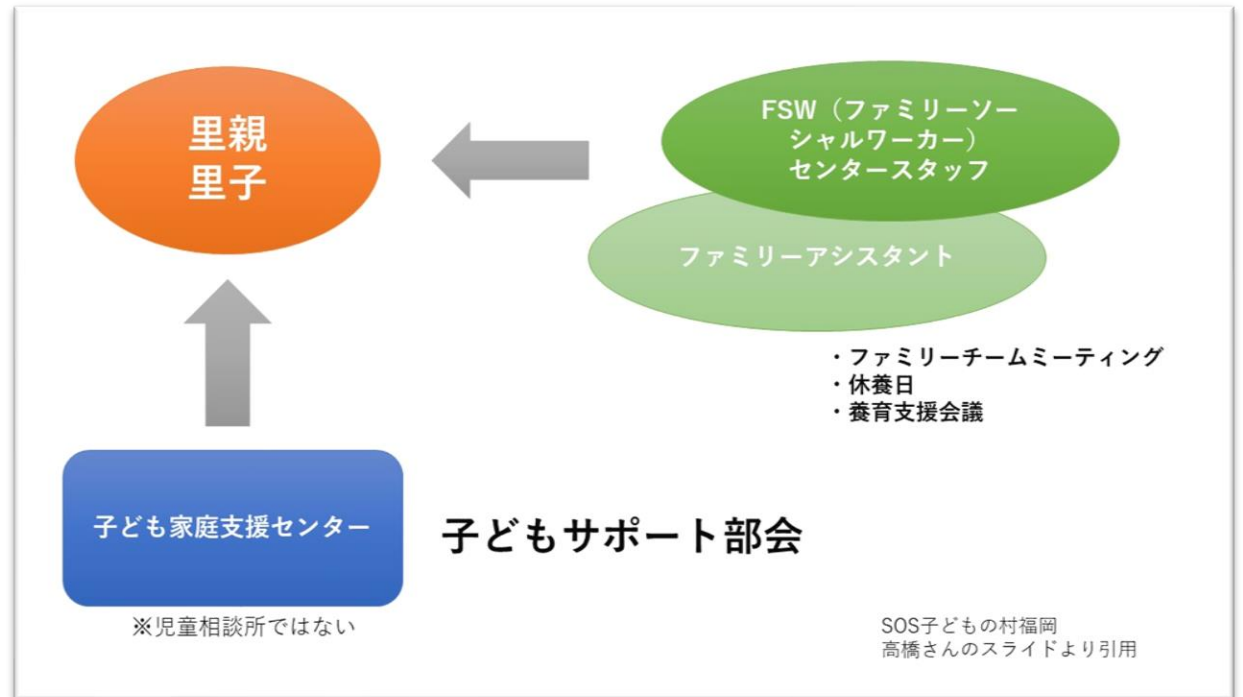 里親
里子
FSW（ファミリーソー
シャルワーカー）
センタースタッフ
ファミリーアシスタント
・ファミリーチームミーティング
・休養日
・養育支援会議
子ども家庭支援センター
子どもサポート部会
※児童相談所ではない
SOS子どもの村福岡
高橋さんのスライドより引用